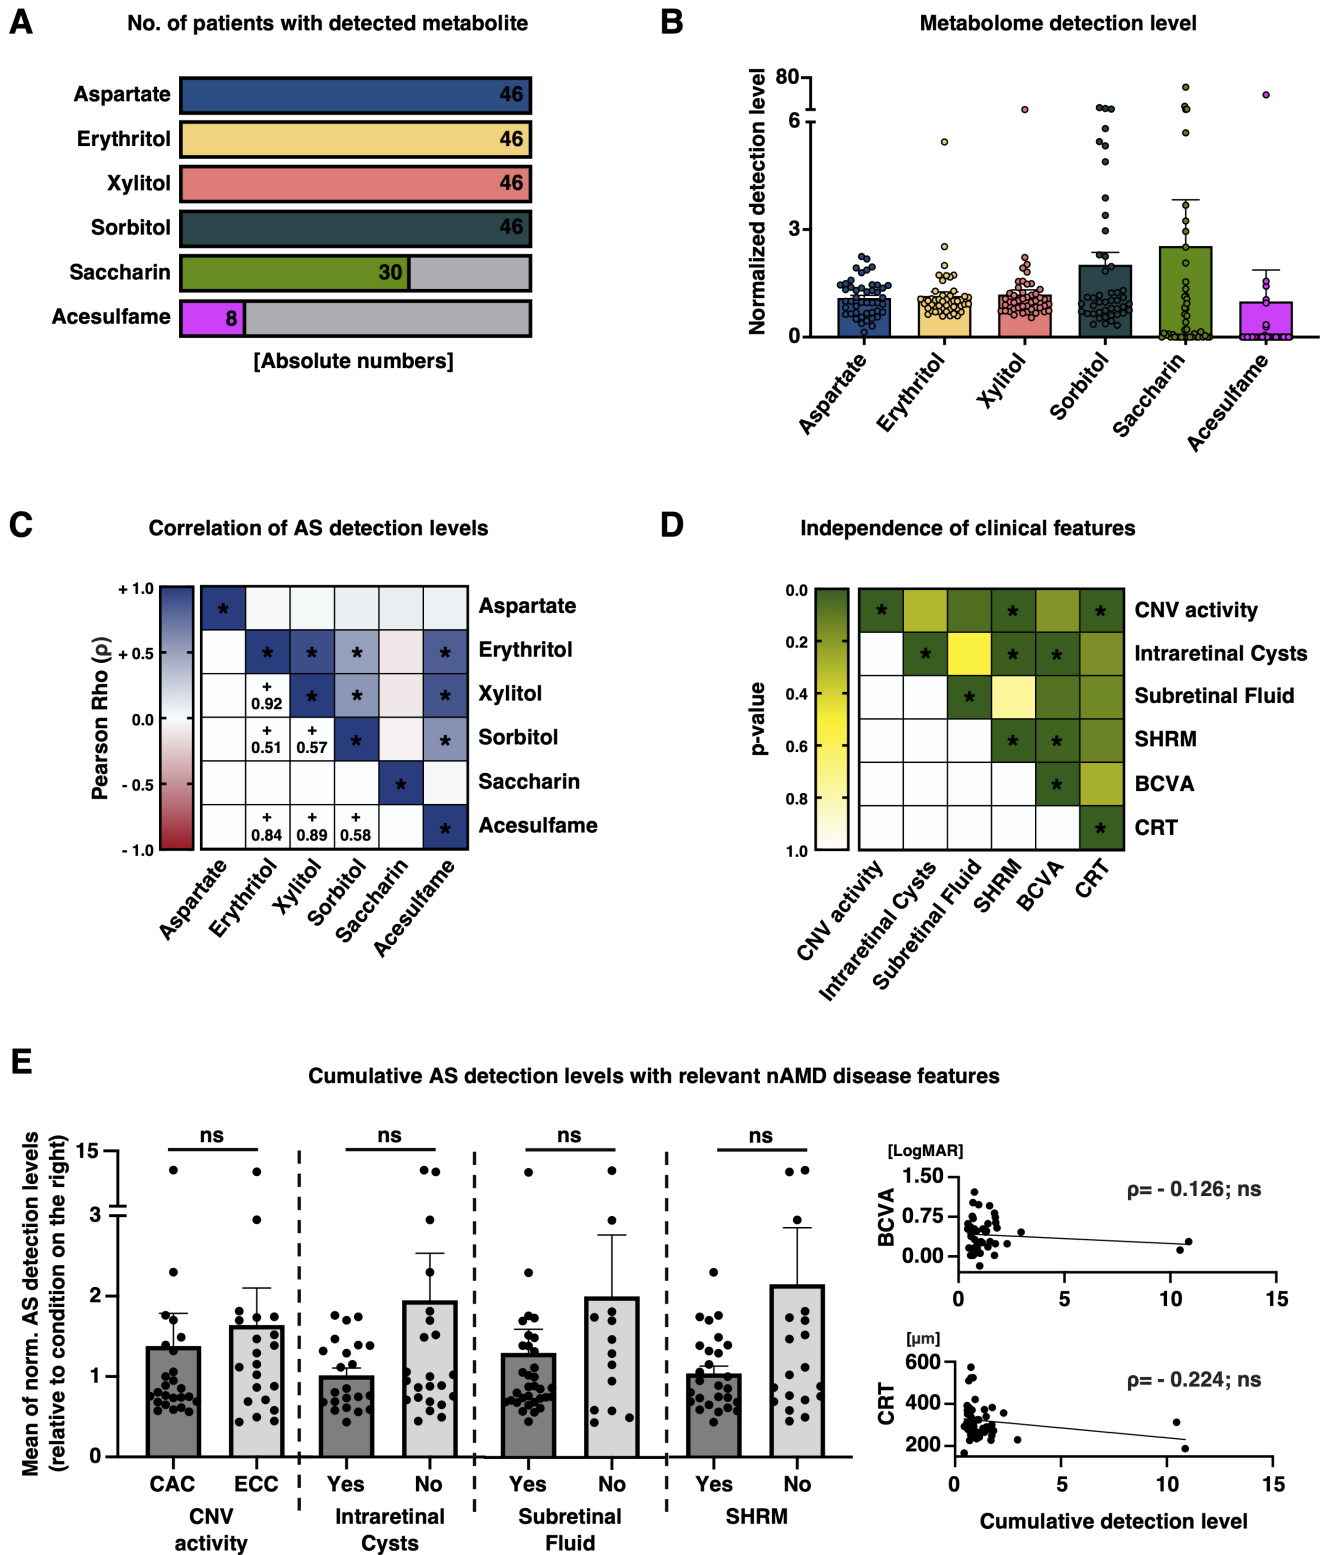 A
No. of patients with detected metabolite
Aspartate 46
Erythritol 46
Xylitol 46
Sorbitol 46
Saccharin 30
Acesulfame 8
[Absolute numbers]
B
Metabolome detection level
Normalized detection level
80
6
3
0
Aspartate
Erythritol
Xylitol
Sorbitol
Saccharin
Acesulfame
C
Correlation of AS detection levels
Pearson Rho (ρ)
+ 1.0
+ 0.5
0.0
- 0.5
- 1.0
* Aspartate
* * * * Erythritol
+ 0.92 * * * Xylitol
+ 0.51 + 0.57 * * Sorbitol
* Saccharin
+ 0.84 + 0.89 + 0.58 * Acesulfame
Aspartate
Erythritol
Xylitol
Sorbitol
Saccharin
Acesulfame
D
Independence of clinical features
p-value
0.0
0.2
0.4
0.6
0.8
1.0
* * * CNV activity
* * * Intraretinal Cysts
* Subretinal Fluid
* * SHRM
* BCVA
* CRT
CNV activity
Intraretinal Cysts
Subretinal Fluid
SHRM
BCVA
CRT
E
Cumulative AS detection levels with relevant nAMD disease features
Mean of norm. AS detection levels
(relative to condition on the right)
15
3
2
1
0
ns
ns
ns
ns
CAC ECC
CNV
activity
Yes No
Intraretinal
Cysts
Yes No
Subretinal
Fluid
Yes No
SHRM
[LogMAR]
BCVA
1.50
0.75
0.00
ρ= - 0.126; ns
0 5 10 15
[µm]
CRT
600
400
200
ρ= - 0.224; ns
0 5 10 15
Cumulative detection level